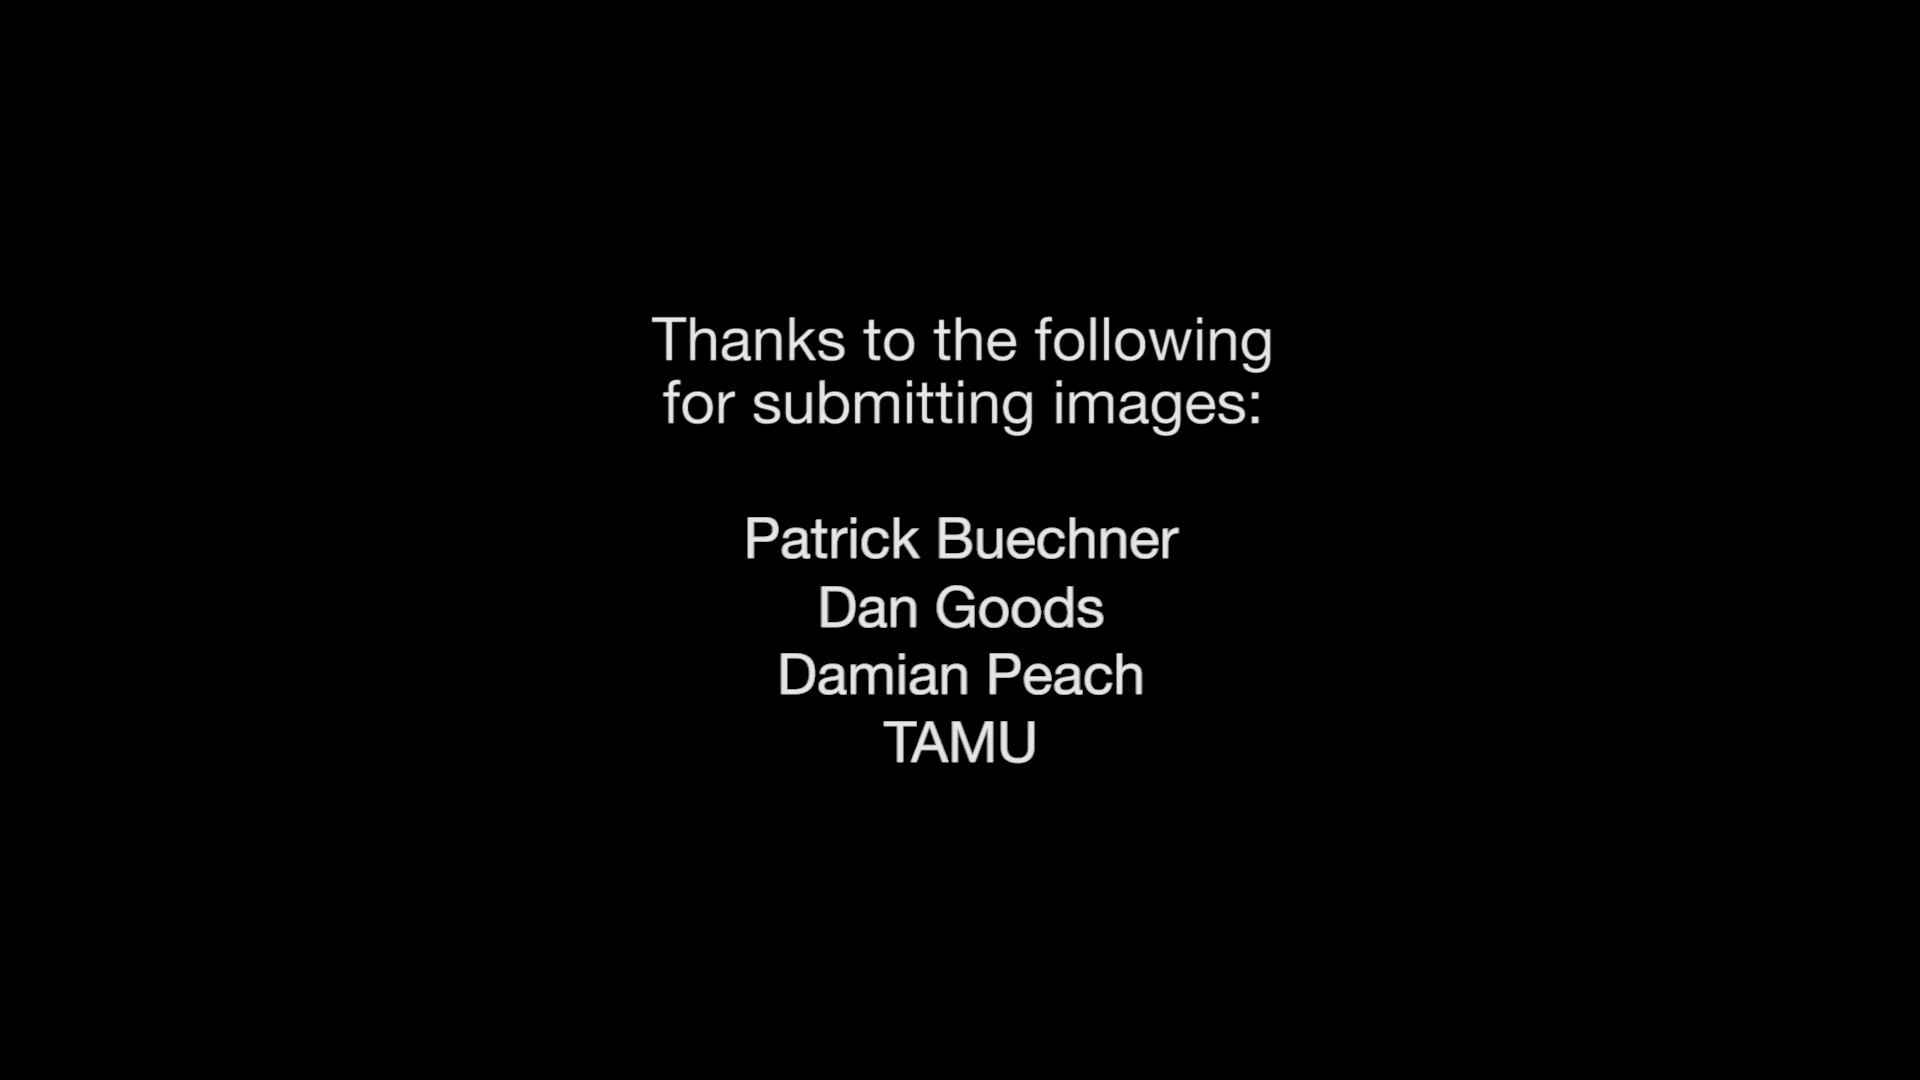 Thanks to the following
for submitting images:
Patrick Buechner
Dan Goods
Damian Peach
TAMU